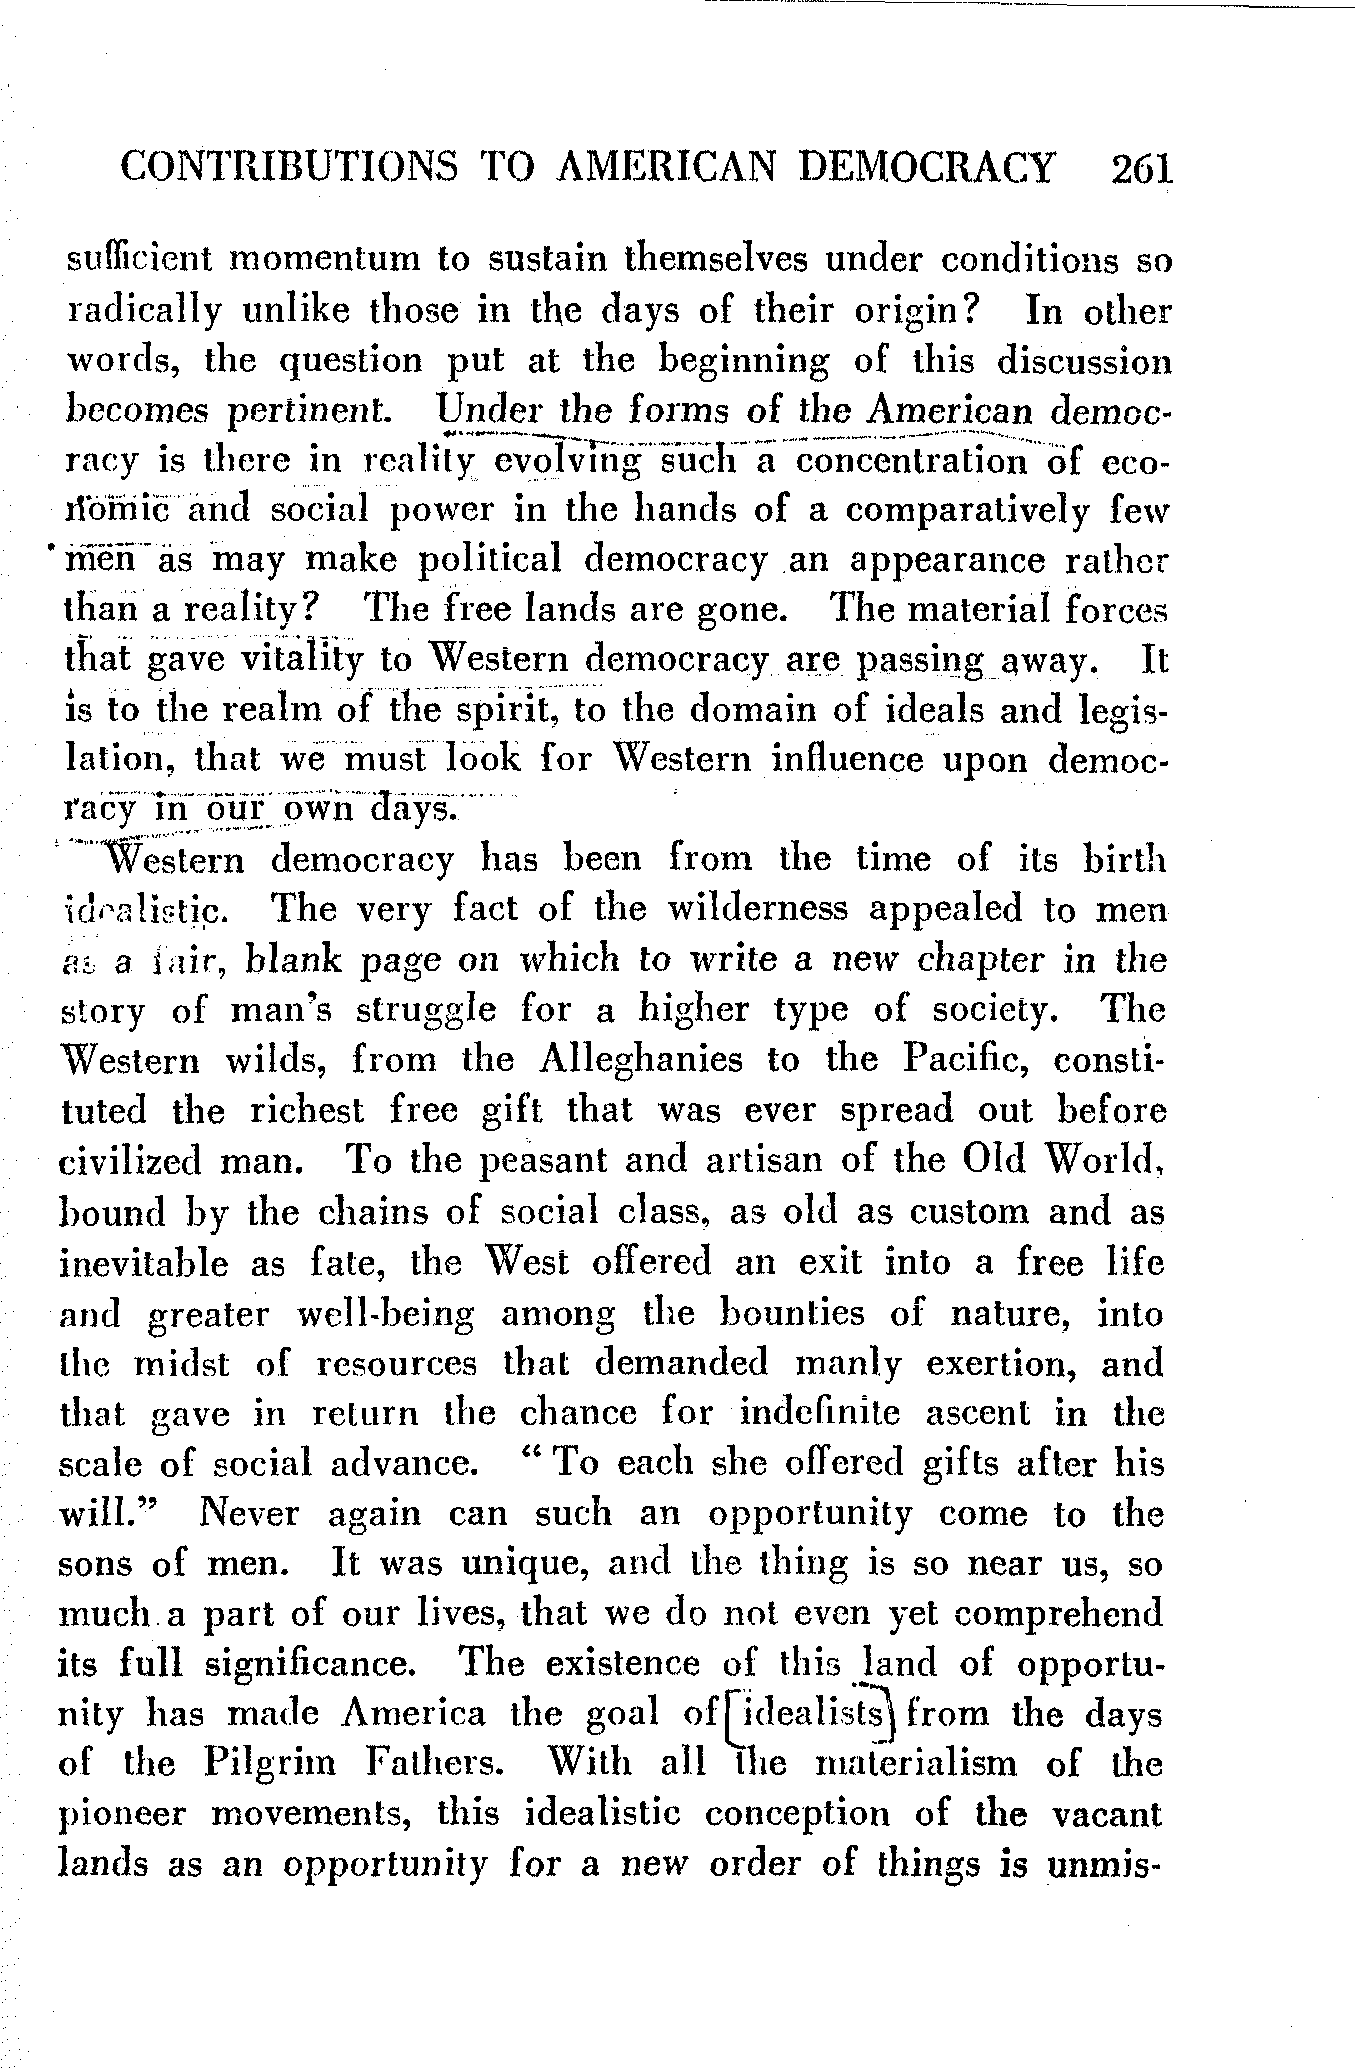 CONTRIBUTIONS TO AMERICAN DEMOCRACY 261
sufficient momentum to sustain themselves under conditions so
radically unlike those in the days of their origin? In other
words, the question put at the beginning of this discussion
becomes pertinent. Under the forms of the American democ-
racy is there in reality evolving such a concentration of eco-
nomic and social power in the hands of a comparatively few
men as may make political democracy an appearance rather
than a reality? The free lands are gone. The material forces
that gave vitality to Western democracy are passing away. It
is to the realm of the spirit, to the domain of ideals and legis-
lation, that we must look for Western influence upon democ-
racy in our own days.
Western democracy has been from the time of its birth
idealistic. The very fact of the wilderness appealed to men
as a fair, blank page on which to write a new chapter in the
story of man's struggle for a higher type of society. The
Western wilds, from the Alleghanies to the Pacific, consti-
tuted the richest free gift that was ever spread out before
civilized man. To the peasant and artisan of the Old World,
bound by the chains of social class, as old as custom and as
inevitable as fate, the West offered an exit into a free life
and greater well-being among the bounties of nature, into
the midst of resources that demanded manly exertion, and
that gave in return the chance for indefinite ascent in the
scale of social advance. "To each she offered gifts after his
will." Never again can such an opportunity come to the
sons of men. It was unique, and the thing is so near us, so
much a part of our lives, that we do not even yet comprehend
its full significance. The existence of this land of opportu-
nity has made America the goal of [idealists] from the days
of the Pilgrim Fathers. With all the materialism of the
pioneer movements, this idealistic conception of the vacant
lands as an opportunity for a new order of things is unmis-